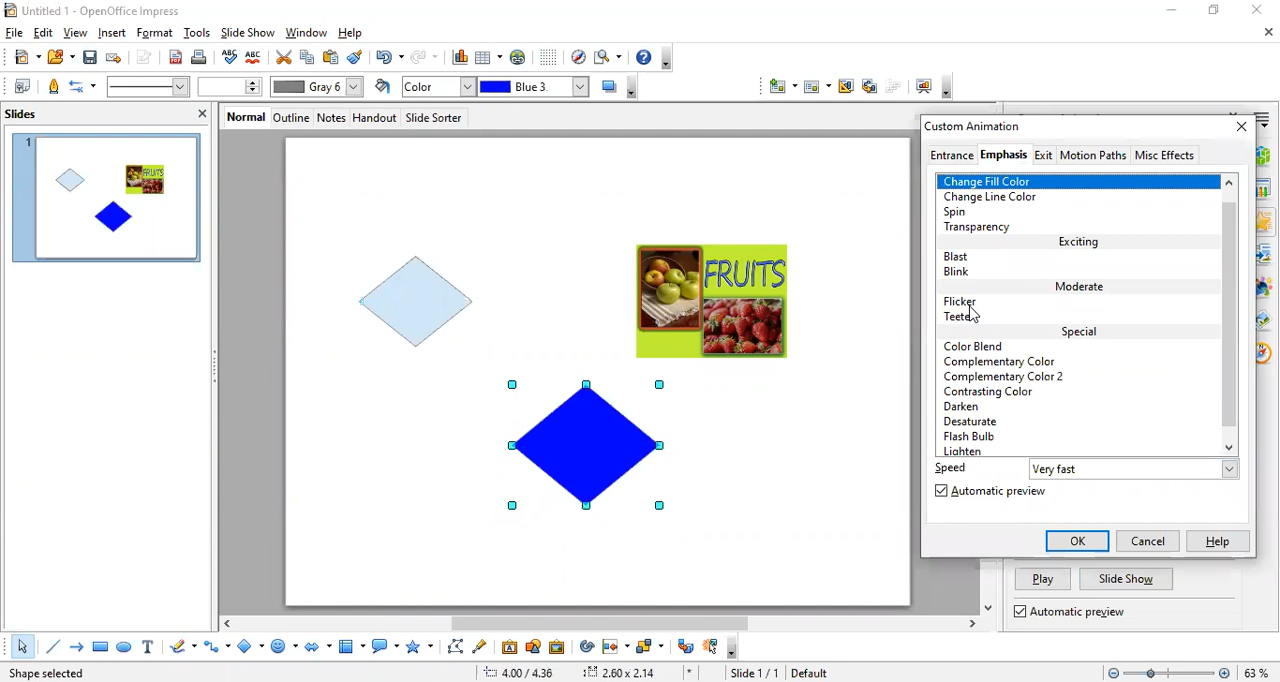 Untitled 1 - OpenOffice Impress
File Edit View Insert Format Tools Slide Show Window Help
Gray 6 Color Blue 3.
Slides
Normal Outline Notes Handout Slide Sorter
1
FRUITS
FRUITS
Custom Animation
Entrance Emphasis Exit Motion Paths Misc Effects
Change Fill Color
Change Line Color
Spin
Transparency
Exciting
Blast
Blink
Moderate
Flicker
Special
Color Blend
Complementary Color
Complementary Color 2
Contrasting Color
Darken
Desaturate
Flash Bulb
Lighten
Speed Very fast
Automatic preview
OK Cancel Help
Play Slide Show
Automatic preview
Shape selected 4.00 / 4.36 2.60 x 2.14 * Slide 1 / 1 Default 63 %